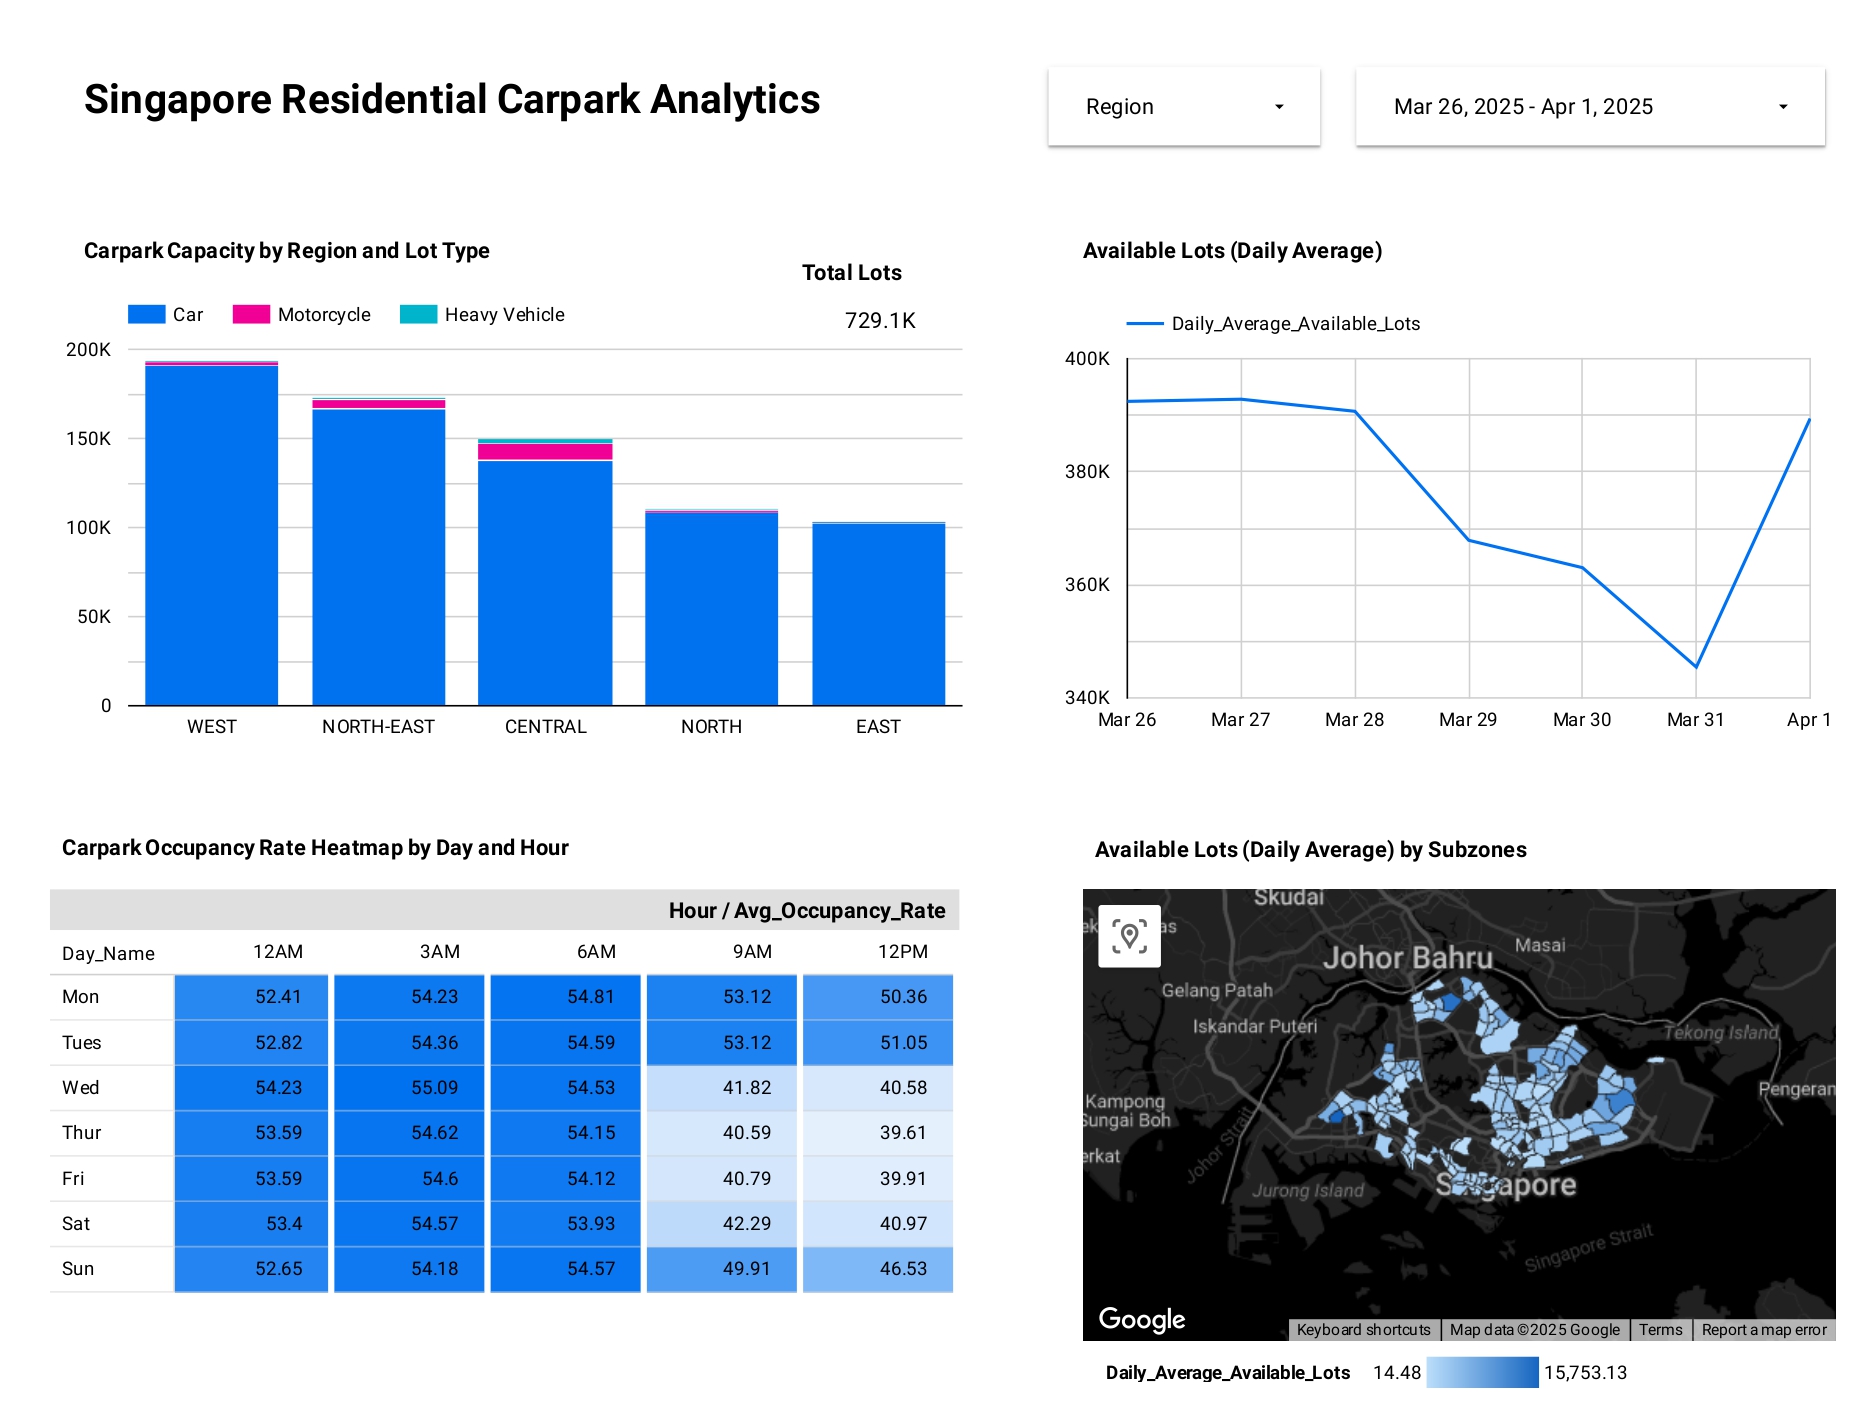 Singapore Residential Carpark Analytics
Region
Mar 26, 2025 - Apr 1, 2025
Carpark Capacity by Region and Lot Type
Total Lots
729.1K
Car Motorcycle Heavy Vehicle
200K
150K
100K
50K
0
WEST NORTH-EAST CENTRAL NORTH EAST
Available Lots (Daily Average)
Daily_Average_Available_Lots
400K
380K
360K
340K
Mar 26 Mar 27 Mar 28 Mar 29 Mar 30 Mar 31 Apr 1
Carpark Occupancy Rate Heatmap by Day and Hour
Hour / Avg_Occupancy_Rate
Day_Name 12AM 3AM 6AM 9AM 12PM
Mon 52.41 54.23 54.81 53.12 50.36
Tues 52.82 54.36 54.59 53.12 51.05
Wed 54.23 55.09 54.53 41.82 40.58
Thur 53.59 54.62 54.15 40.59 39.61
Fri 53.59 54.6 54.12 40.79 39.91
Sat 53.4 54.57 53.93 42.29 40.97
Sun 52.65 54.18 54.57 49.91 46.53
Available Lots (Daily Average) by Subzones
Skudai
Johor Bahru
Masai
Gelang Patah
Iskandar Puteri
Tekong Island
Pengeran
Kampong
Sungai Boh
erkat
Johor Strait
Jurong Island
Singapore
Singapore Strait
Google
Keyboard shortcuts Map data ©2025 Google Terms Report a map error
Daily_Average_Available_Lots 14.48 15,753.13